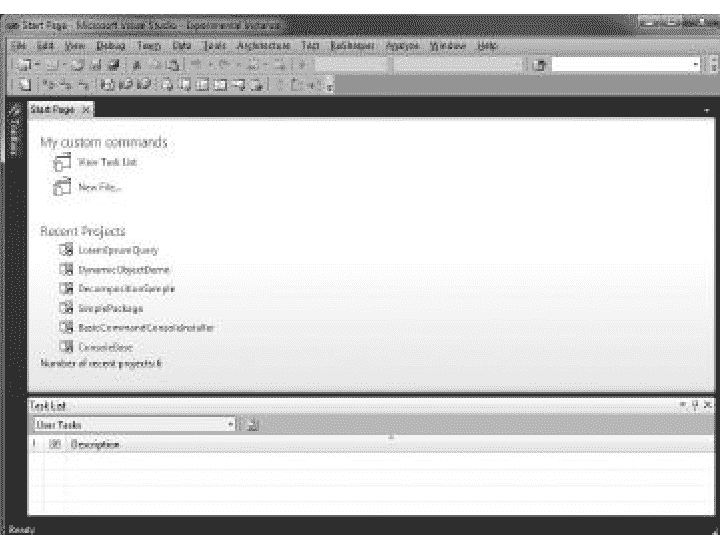 Start Page - Microsoft Visual Studio - Experimental Instance
File Edit View Debug Team Data Tools Architecture Test ReSharper Analyze Window Help
Toolbox
Start Page
My custom commands
View Task List
New File...
Recent Projects
LoremIpsumQuery
DynamicObjectDemo
DecompositionSample
SimplePackage
BasicCommandConsoleInstaller
ConsoleBase
Number of recent projects: 6
Task List
User Tasks
! Description
Ready